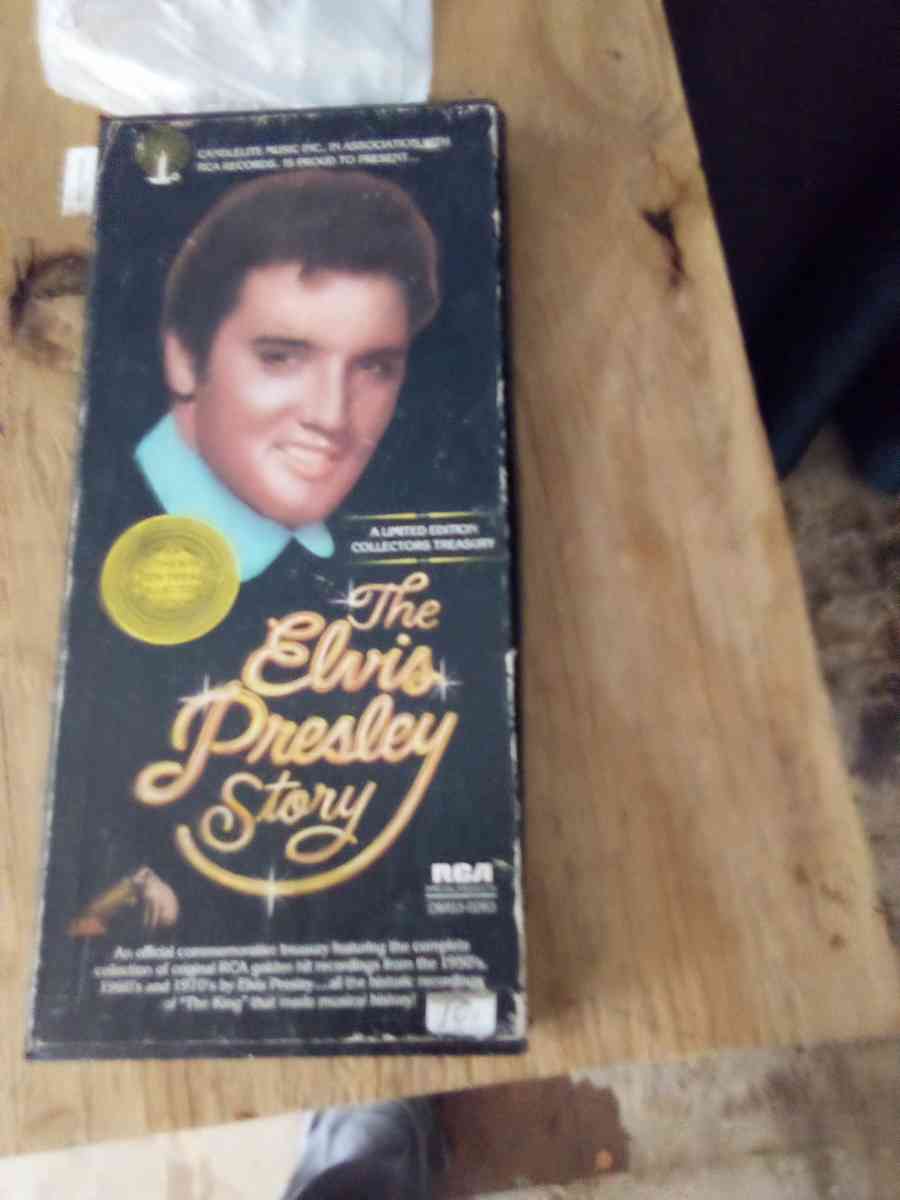 CANDLELITE MUSIC INC., IN ASSOCIATION WITH
RCA RECORDS, IS PROUD TO PRESENT...
A LIMITED EDITION
COLLECTORS TREASURY
The
Elvis
Presley
Story
RCA
An official commemorative treasury featuring the complete
collection of original RCA golden hit recordings from the 1950's,
1960's and 1970's by Elvis Presley...all the historic recordings
of "The King" that made musical history!